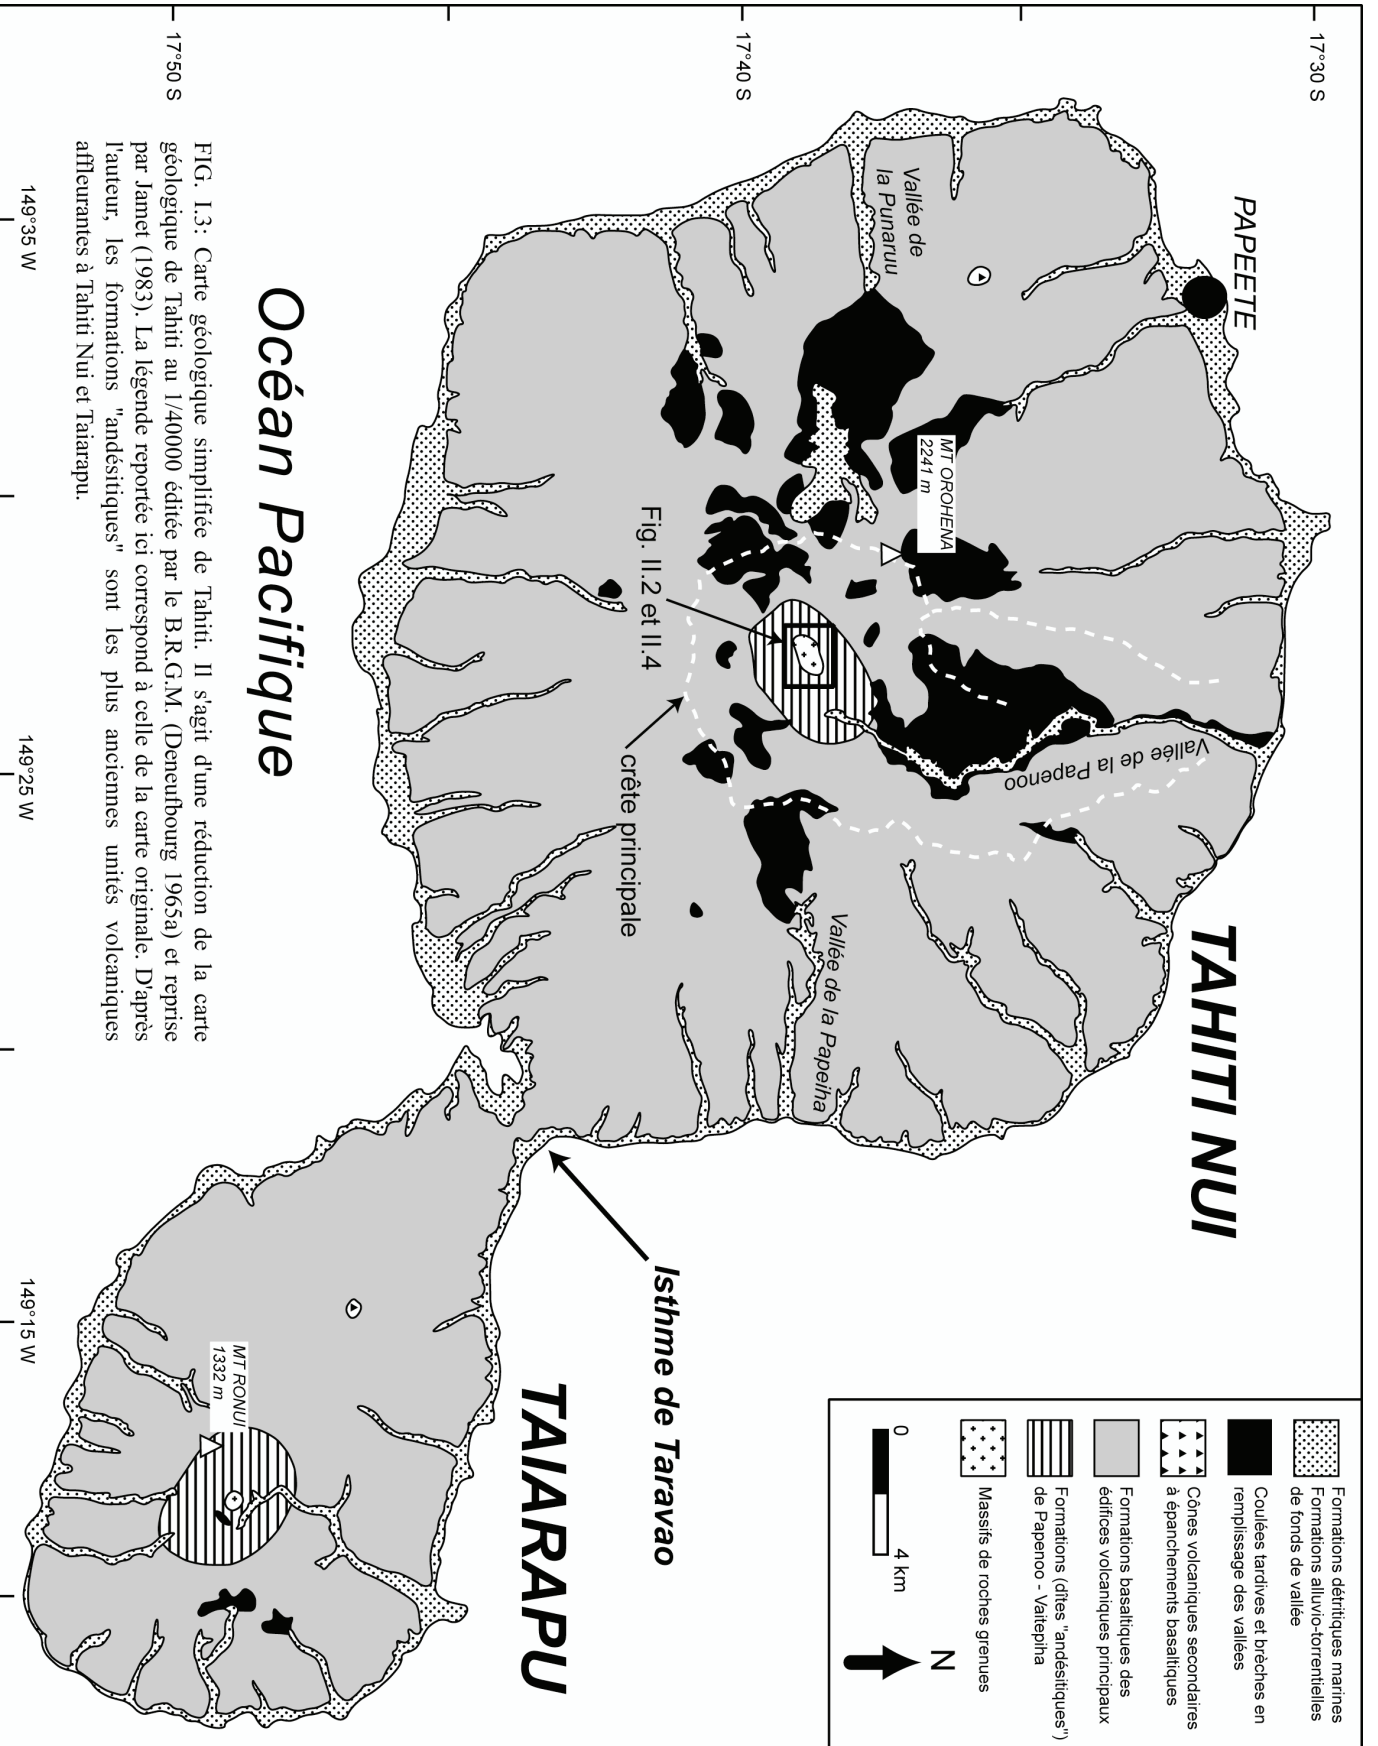 17°30 S
17°40 S
17°50 S
149°35 W
149°25 W
149°15 W
PAPEETE
TAHITI NUI
Vallée de
la Punaruu
MT OROHENA
2241 m
Vallée de la Papenoo
Vallée de la Papeiha
Fig. II.2 et II.4
crête principale
Isthme de Taravao
TAIARAPU
MT RONUI
1332 m
Océan Pacifique
Formations détritiques marines
Formations alluvio-torrentielles
de fonds de vallée
Coulées tardives et brèches en
remplissage des vallées
Cônes volcaniques secondaires
à épanchements basaltiques
Formations basaltiques des
édifices volcaniques principaux
Formations (dîtes "andésitiques")
de Papenoo - Vaitepiha
Massifs de roches grenues
0
4 km
N
FIG. I.3: Carte géologique simplifiée de Tahiti. Il s'agit d'une réduction de la carte
géologique de Tahiti au 1/40000 éditée par le B.R.G.M. (Deneufbourg 1965a) et reprise
par Jamet (1983). La légende reportée ici correspond à celle de la carte originale. D'après
l'auteur, les formations "andésitiques" sont les plus anciennes unités volcaniques
affleurantes à Tahiti Nui et Taiarapu.